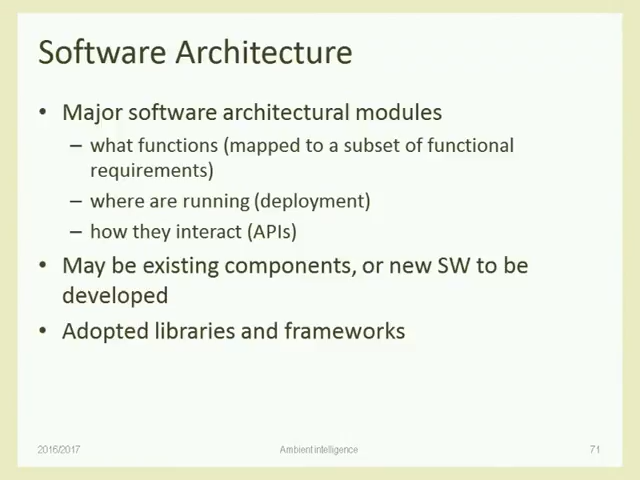 Software Architecture
• Major software architectural modules
– what functions (mapped to a subset of functional
requirements)
– where are running (deployment)
– how they interact (APIs)
• May be existing components, or new SW to be
developed
• Adopted libraries and frameworks
2016/2017
Ambient intelligence
71